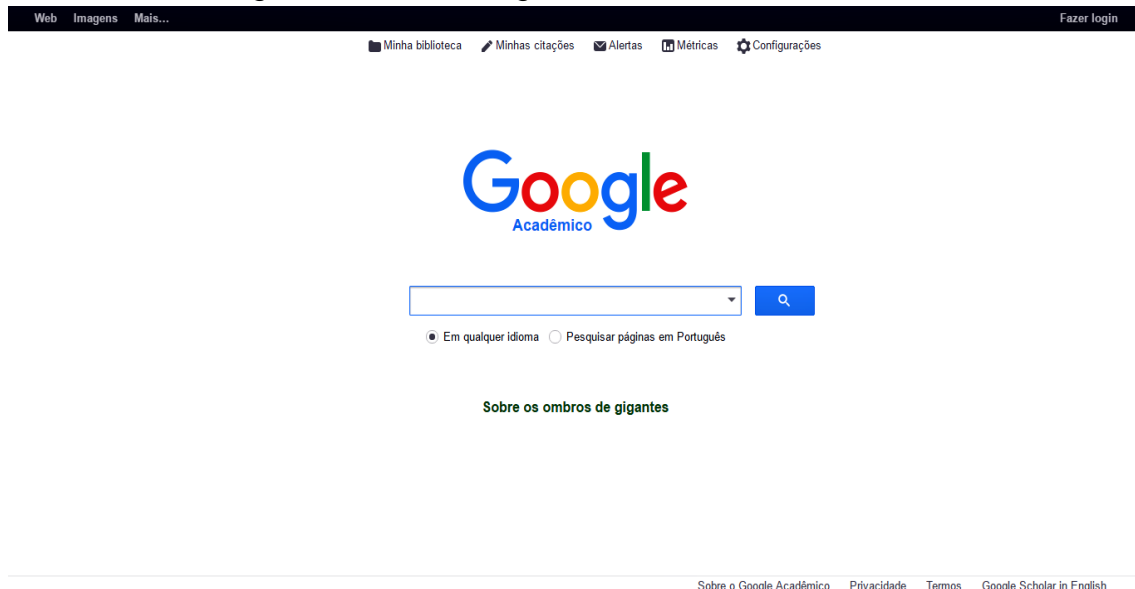 Web Imagens Mais... Fazer login
Minha biblioteca Minhas citações Alertas Métricas Configurações
Google
Acadêmico
Em qualquer idioma Pesquisar páginas em Português
Sobre os ombros de gigantes
Sobre o Google Acadêmico Privacidade Termos Google Scholar in English